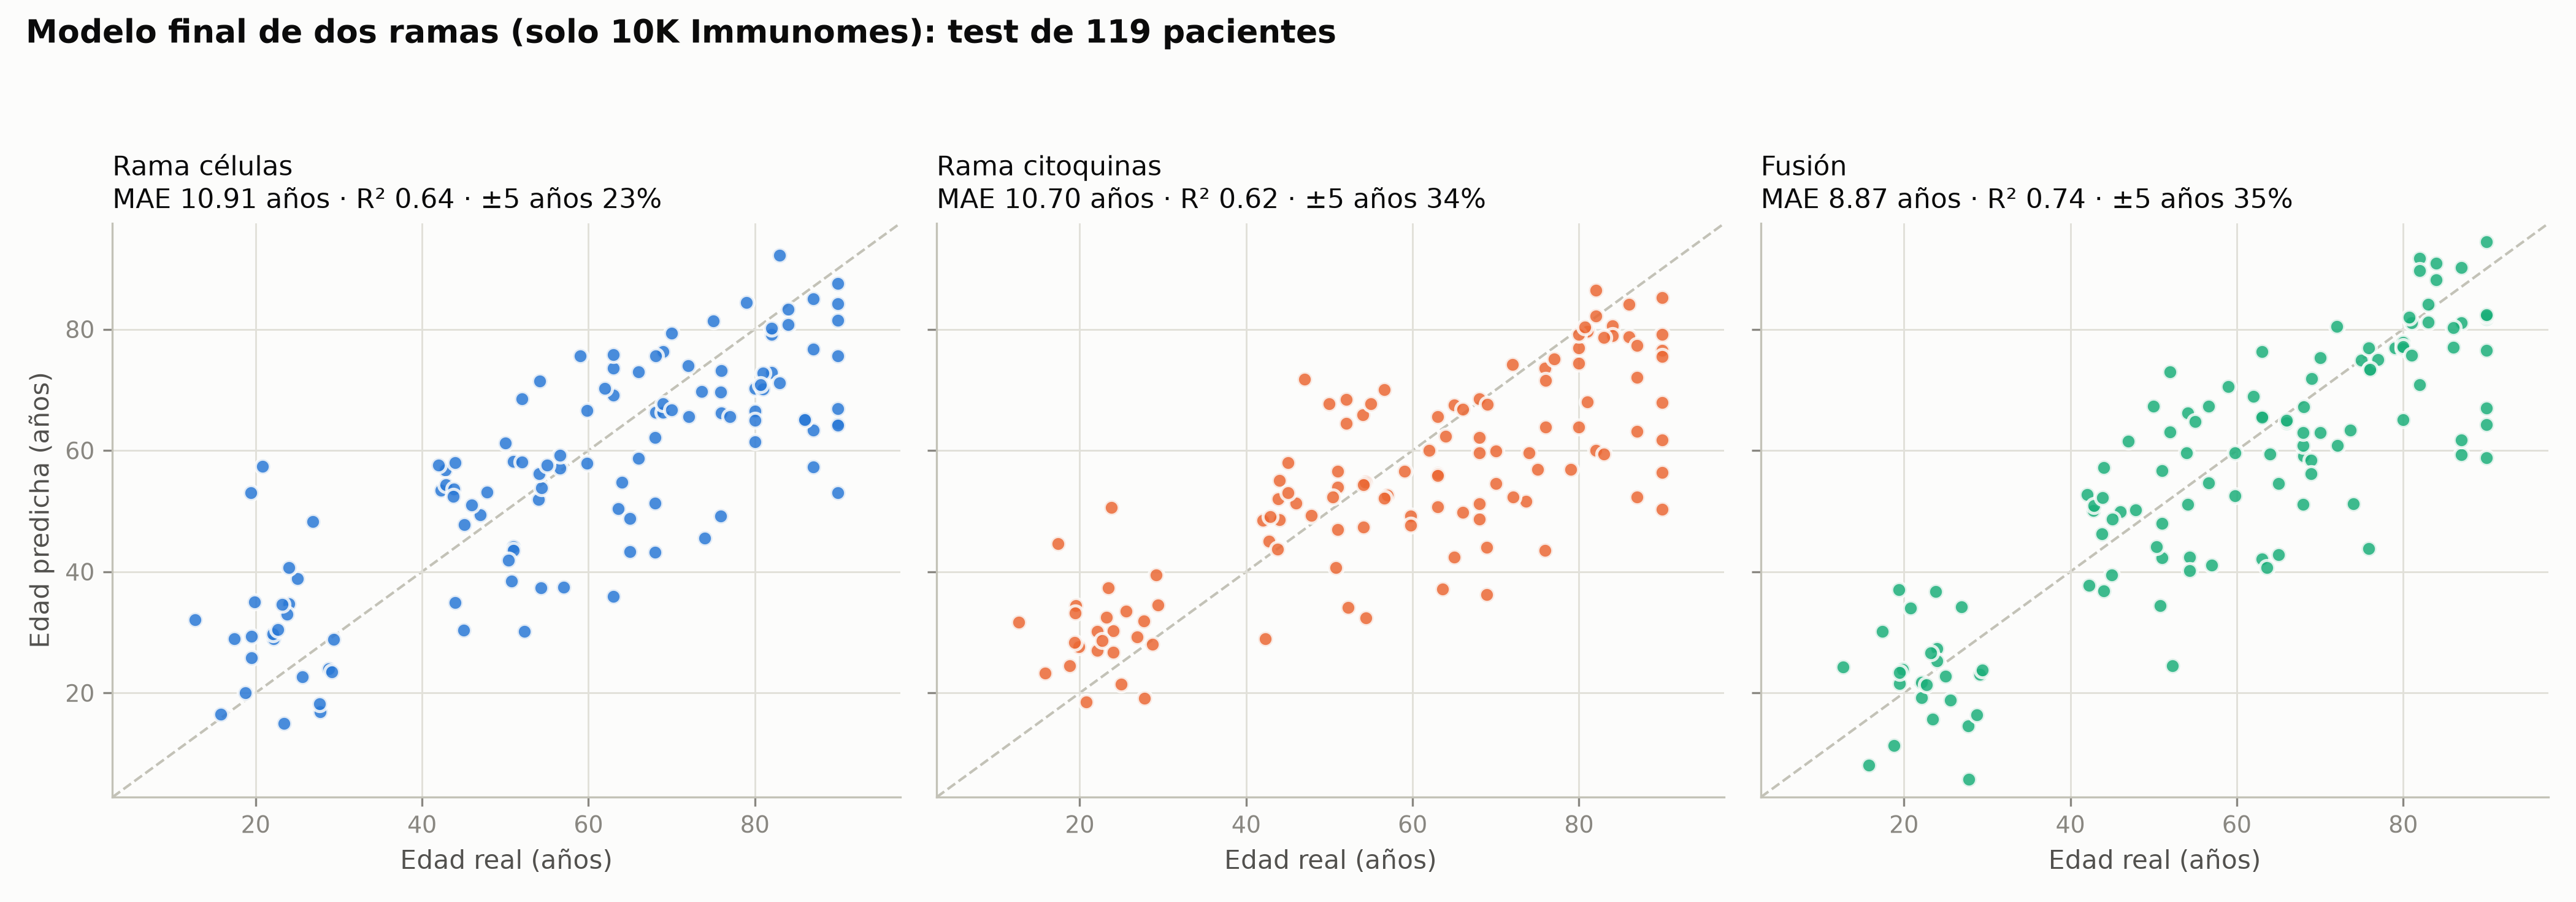 Modelo final de dos ramas (solo 10K Immunomes): test de 119 pacientes
Rama células
MAE 10.91 años · R² 0.64 · ±5 años 23%
Rama citoquinas
MAE 10.70 años · R² 0.62 · ±5 años 34%
Fusión
MAE 8.87 años · R² 0.74 · ±5 años 35%
Edad predicha (años)
80
60
40
20
20 40 60 80
20 40 60 80
20 40 60 80
Edad real (años)
Edad real (años)
Edad real (años)